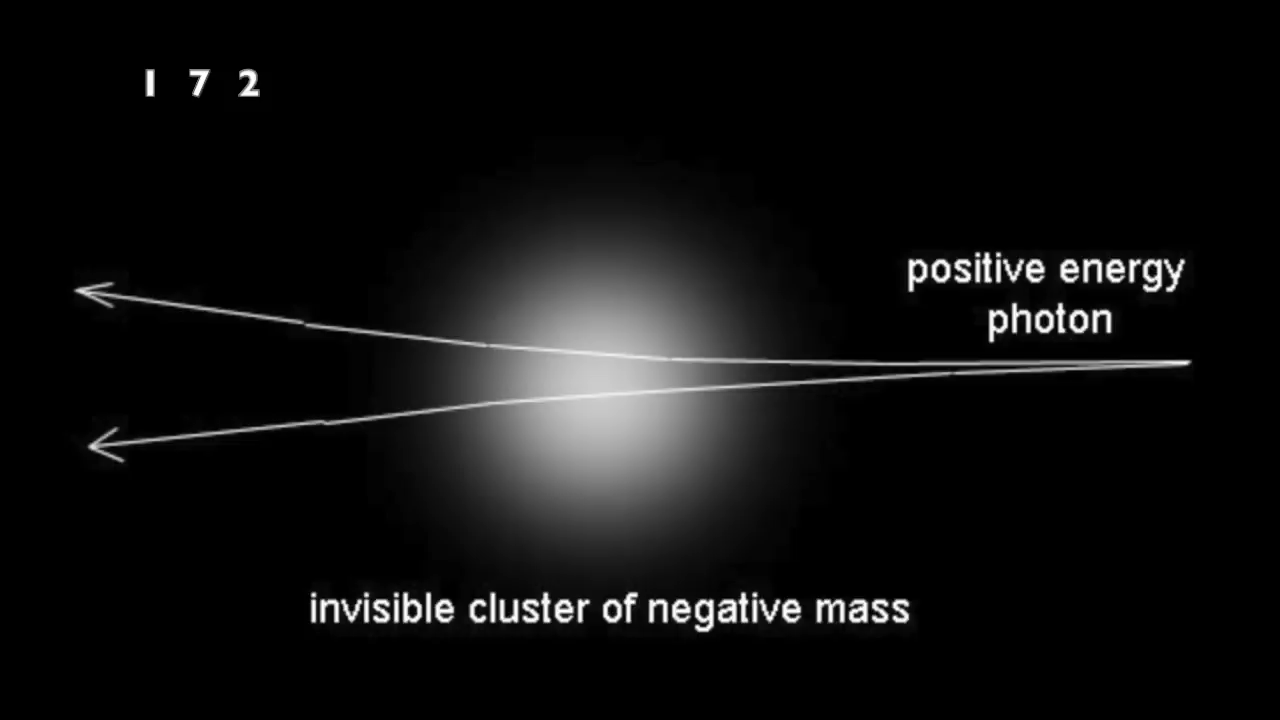 1 7 2
positive energy
photon
invisible cluster of negative mass